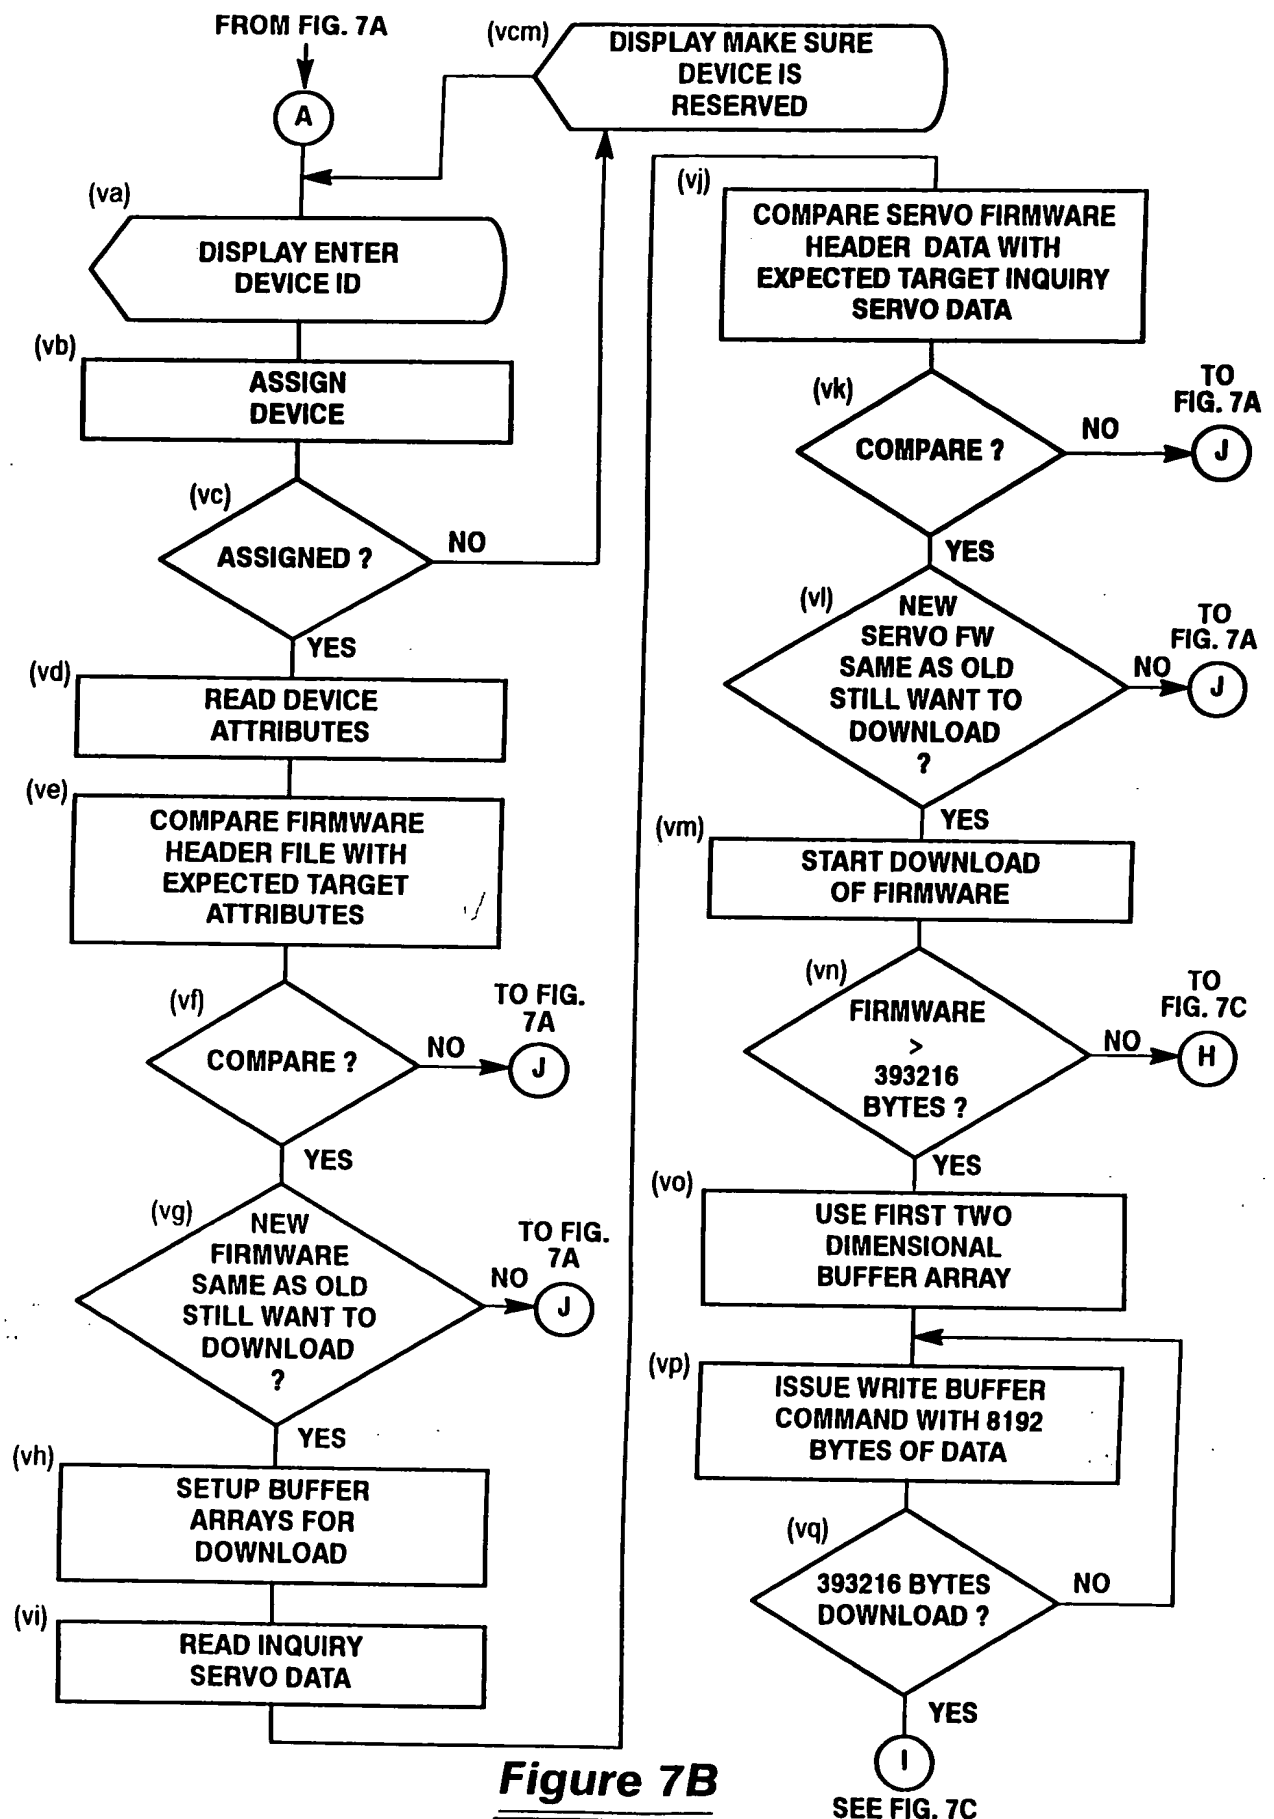 FROM FIG. 7A
A
(vcm)
DISPLAY MAKE SURE
DEVICE IS
RESERVED
(va)
DISPLAY ENTER
DEVICE ID
(vb)
ASSIGN
DEVICE
(vc)
ASSIGNED ?
NO
YES
(vd)
READ DEVICE
ATTRIBUTES
(ve)
COMPARE FIRMWARE
HEADER FILE WITH
EXPECTED TARGET
ATTRIBUTES
(vf)
COMPARE ?
NO
TO FIG.
7A
J
YES
(vg)
NEW
FIRMWARE
SAME AS OLD
STILL WANT TO
DOWNLOAD
?
NO
TO FIG.
7A
J
YES
(vh)
SETUP BUFFER
ARRAYS FOR
DOWNLOAD
(vi)
READ INQUIRY
SERVO DATA
(vj)
COMPARE SERVO FIRMWARE
HEADER DATA WITH
EXPECTED TARGET INQUIRY
SERVO DATA
(vk)
COMPARE ?
NO
TO
FIG. 7A
J
YES
(vl)
NEW
SERVO FW
SAME AS OLD
STILL WANT TO
DOWNLOAD
?
NO
TO
FIG. 7A
J
YES
(vm)
START DOWNLOAD
OF FIRMWARE
(vn)
FIRMWARE
>
393216
BYTES ?
NO
TO
FIG. 7C
H
YES
(vo)
USE FIRST TWO
DIMENSIONAL
BUFFER ARRAY
(vp)
ISSUE WRITE BUFFER
COMMAND WITH 8192
BYTES OF DATA
(vq)
393216 BYTES
DOWNLOAD ?
NO
YES
I
SEE FIG. 7C
Figure 7B